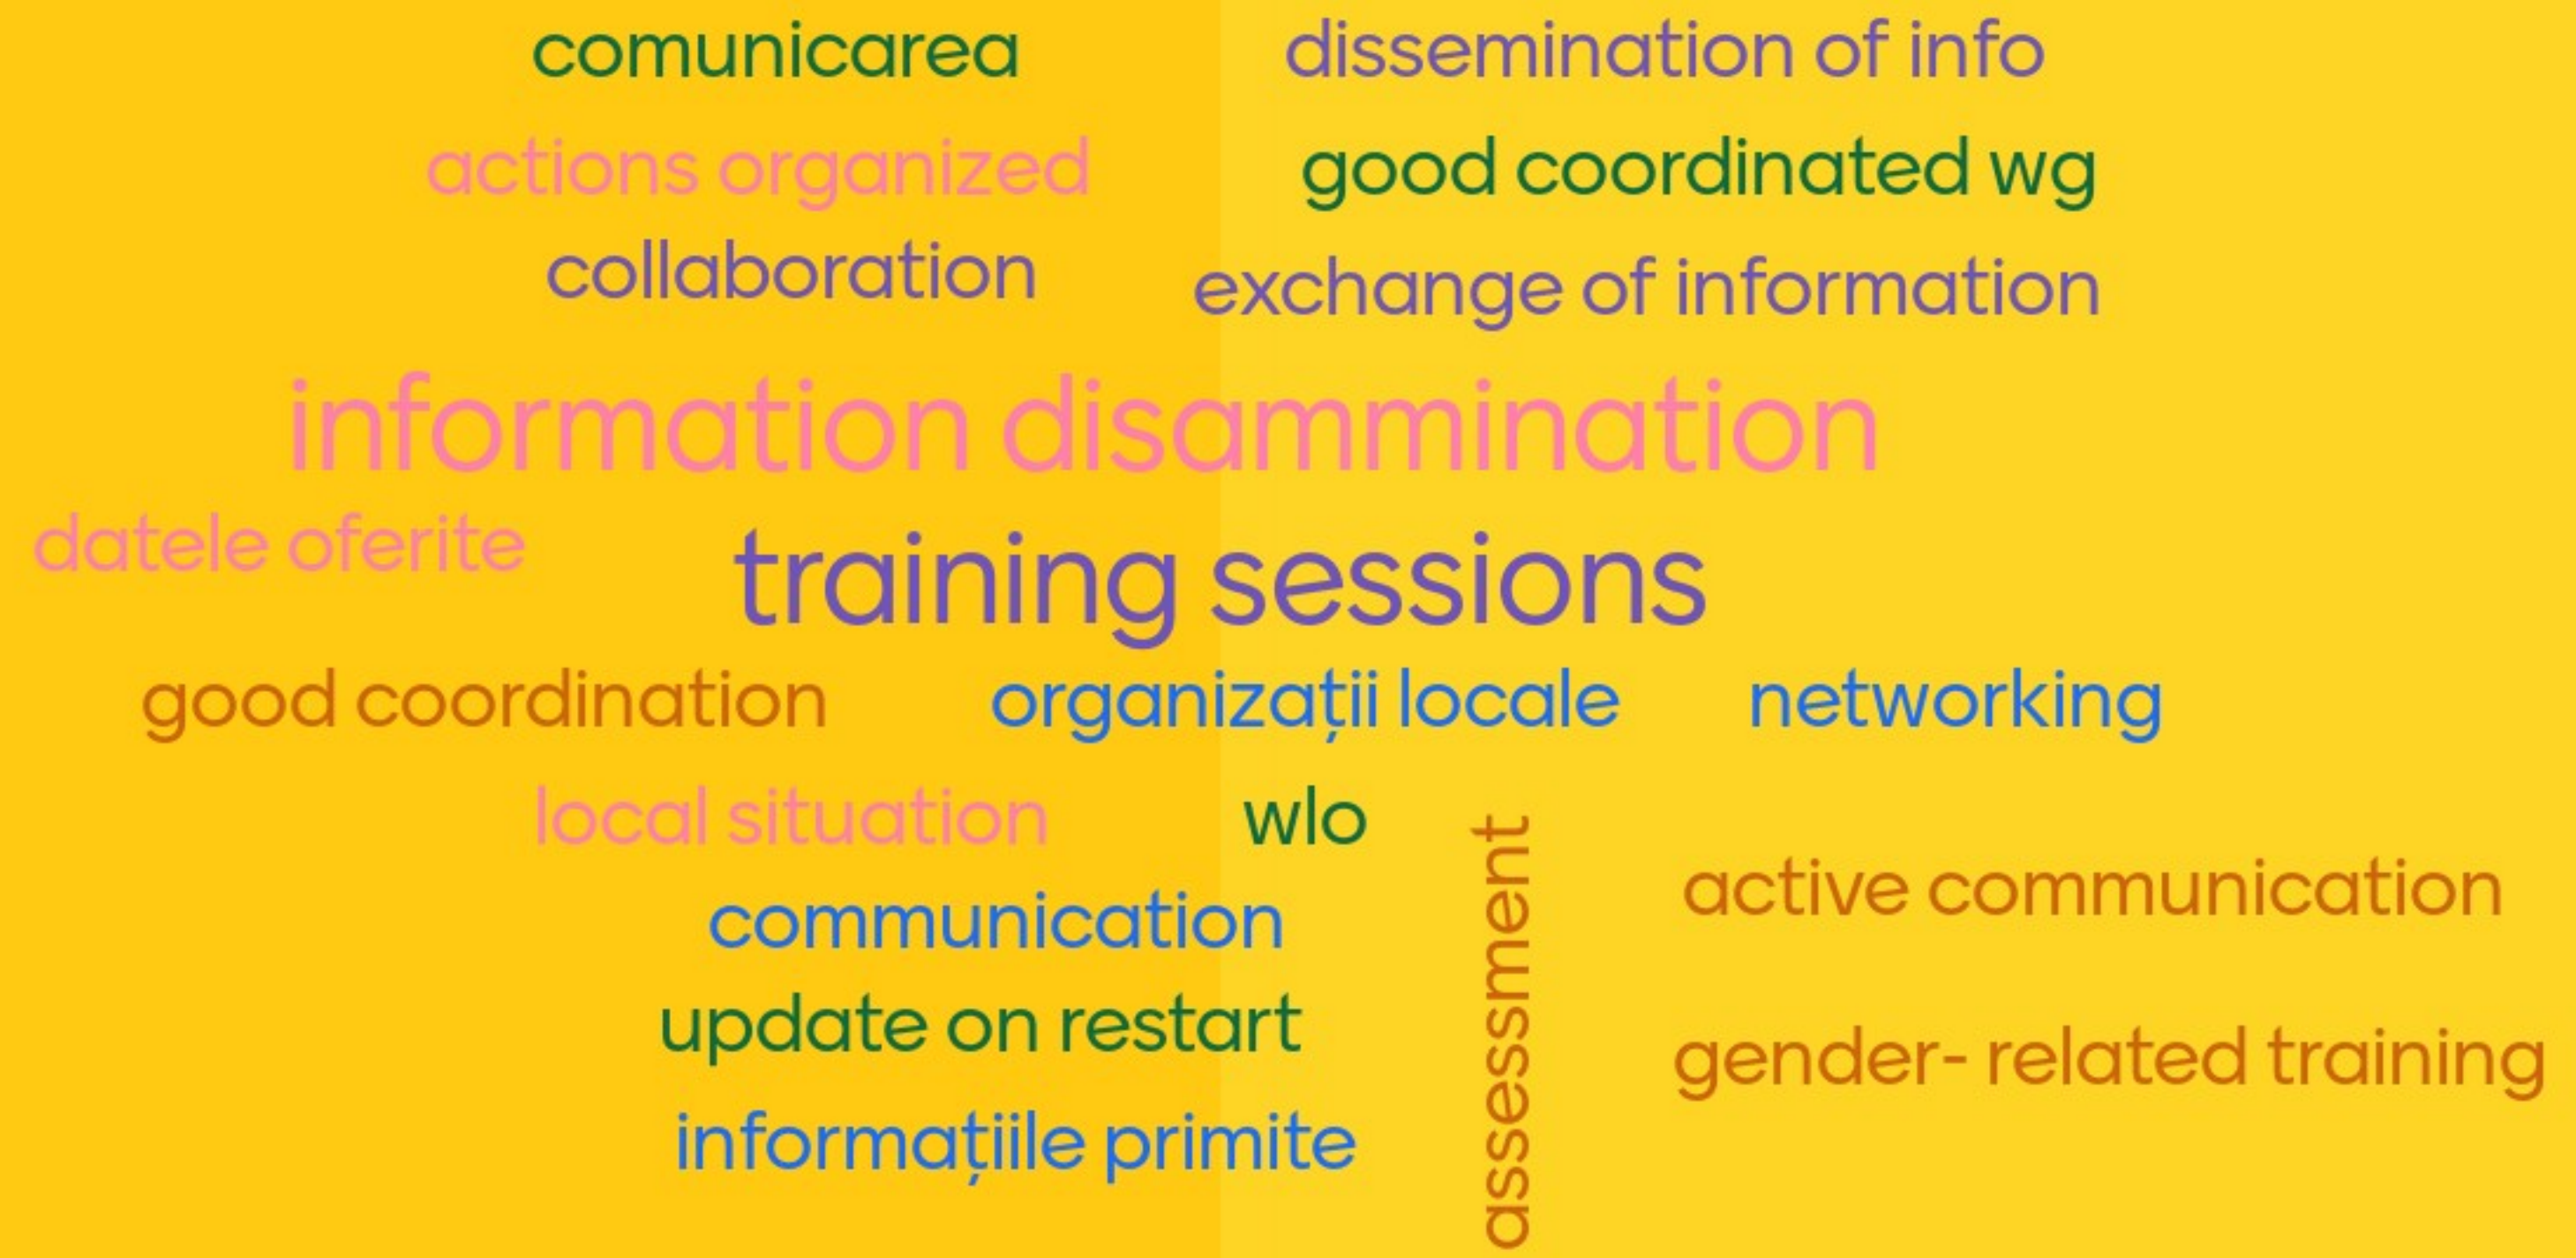 comunicarea
dissemination of info
actions organized
good coordinated wg
collaboration
exchange of information
information disammination
datele oferite
training sessions
good coordination
organizații locale
networking
local situation
wlo
assessment
active communication
communication
update on restart
gender- related training
informațiile primite